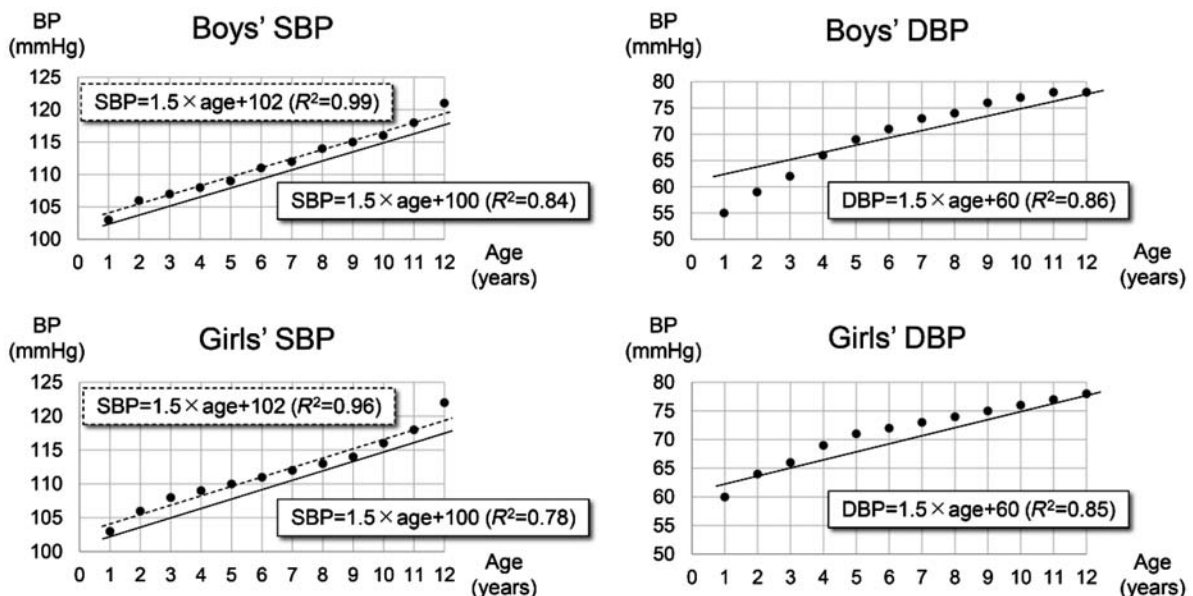 BP
(mmHg)
Boys’ SBP
125
120
115
110
105
100
SBP=1.5×age+102 (R²=0.99)
SBP=1.5×age+100 (R²=0.84)
0 1 2 3 4 5 6 7 8 9 10 11 12
Age
(years)
BP
(mmHg)
Boys’ DBP
80
75
70
65
60
55
50
DBP=1.5×age+60 (R²=0.86)
0 1 2 3 4 5 6 7 8 9 10 11 12
Age
(years)
BP
(mmHg)
Girls’ SBP
125
120
115
110
105
100
SBP=1.5×age+102 (R²=0.96)
SBP=1.5×age+100 (R²=0.78)
0 1 2 3 4 5 6 7 8 9 10 11 12
Age
(years)
BP
(mmHg)
Girls’ DBP
80
75
70
65
60
55
50
DBP=1.5×age+60 (R²=0.85)
0 1 2 3 4 5 6 7 8 9 10 11 12
Age
(years)